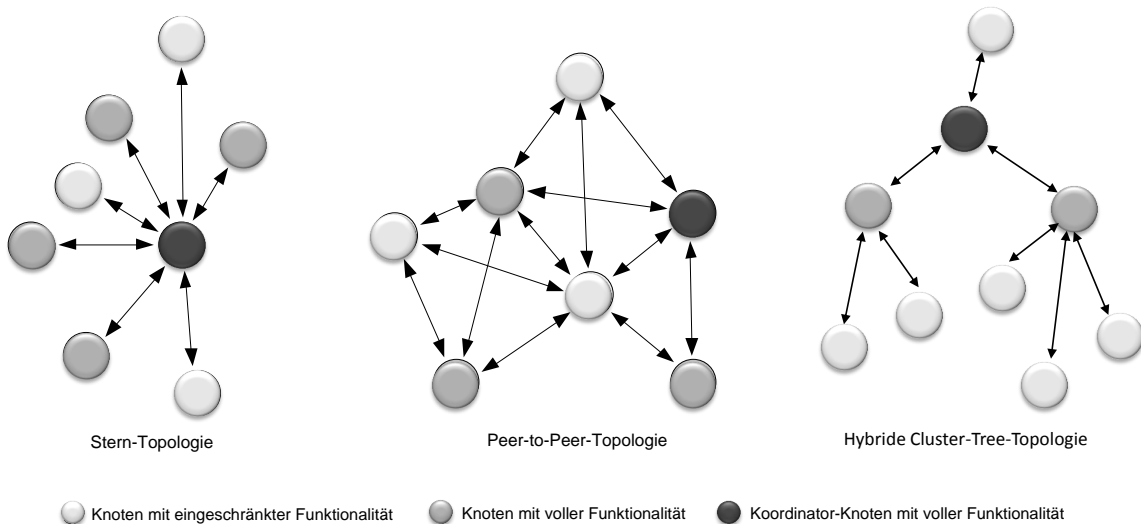 Stern-Topologie
Peer-to-Peer-Topologie
Hybride Cluster-Tree-Topologie
Knoten mit eingeschränkter Funktionalität
Knoten mit voller Funktionalität
Koordinator-Knoten mit voller Funktionalität